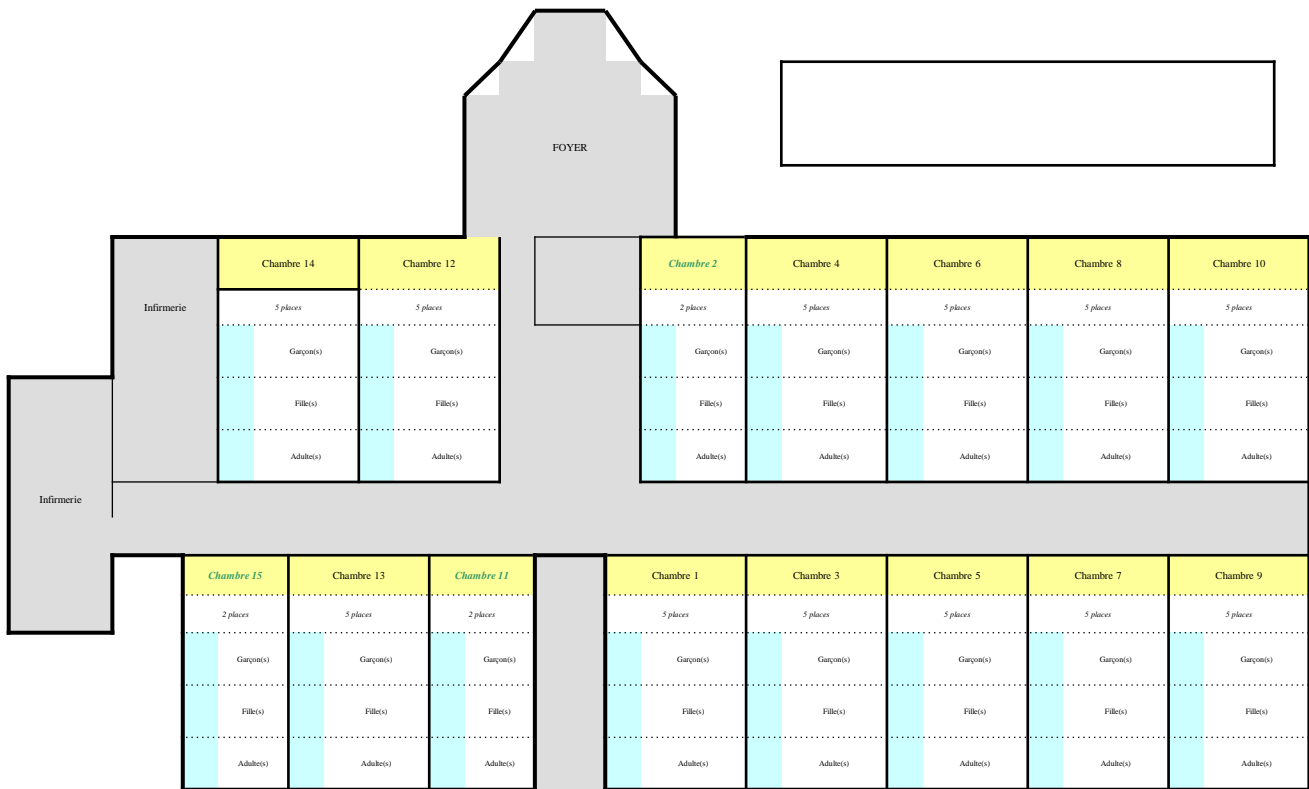 FOYER
Chambre 14
Chambre 12
Chambre 2
Chambre 4
Chambre 6
Chambre 8
Chambre 10
Infirmerie
5 places
5 places
2 places
5 places
5 places
5 places
5 places
Garçon(s)
Garçon(s)
Garçon(s)
Garçon(s)
Garçon(s)
Garçon(s)
Garçon(s)
Fille(s)
Fille(s)
Fille(s)
Fille(s)
Fille(s)
Fille(s)
Fille(s)
Adulte(s)
Adulte(s)
Adulte(s)
Adulte(s)
Adulte(s)
Adulte(s)
Adulte(s)
Infirmerie
Chambre 15
Chambre 13
Chambre 11
Chambre 1
Chambre 3
Chambre 5
Chambre 7
Chambre 9
2 places
5 places
2 places
5 places
5 places
5 places
5 places
5 places
Garçon(s)
Garçon(s)
Garçon(s)
Garçon(s)
Garçon(s)
Garçon(s)
Garçon(s)
Garçon(s)
Fille(s)
Fille(s)
Fille(s)
Fille(s)
Fille(s)
Fille(s)
Fille(s)
Fille(s)
Adulte(s)
Adulte(s)
Adulte(s)
Adulte(s)
Adulte(s)
Adulte(s)
Adulte(s)
Adulte(s)